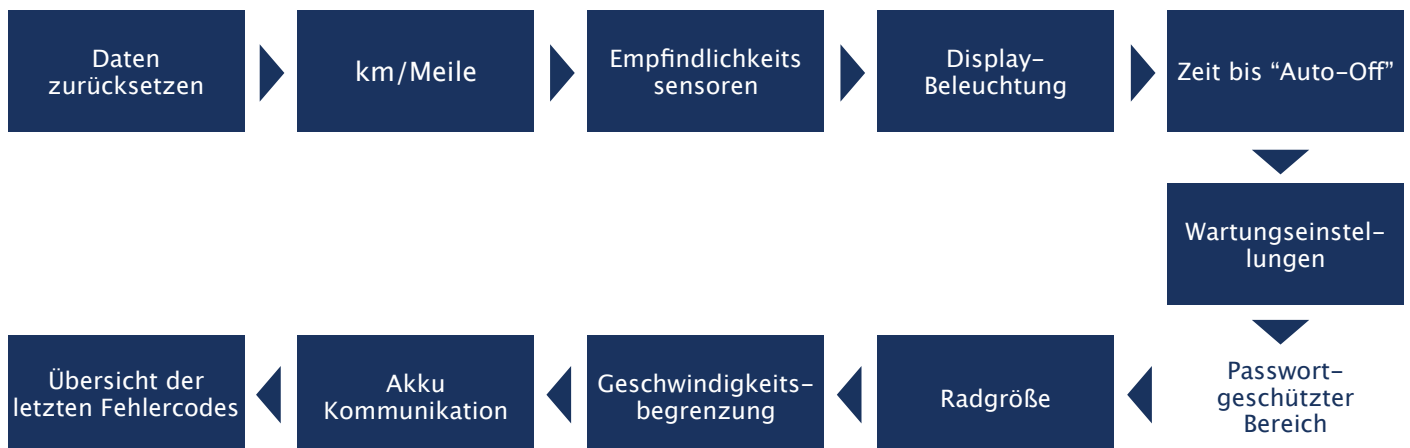 Daten
zurücksetzen
km/Meile
Empfindlichkeits
sensoren
Display-
Beleuchtung
Zeit bis “Auto-Off”
Wartungseinstel-
lungen
Passwort-
geschützter
Bereich
Radgröße
Geschwindigkeits-
begrenzung
Akku
Kommunikation
Übersicht der
letzten Fehlercodes